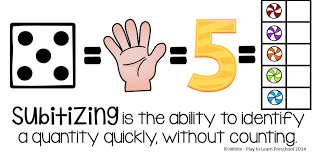 = = 5 =
subitizing is the ability to identify
a quantity quickly, without counting.
©White - Play to Learn Preschool 2014